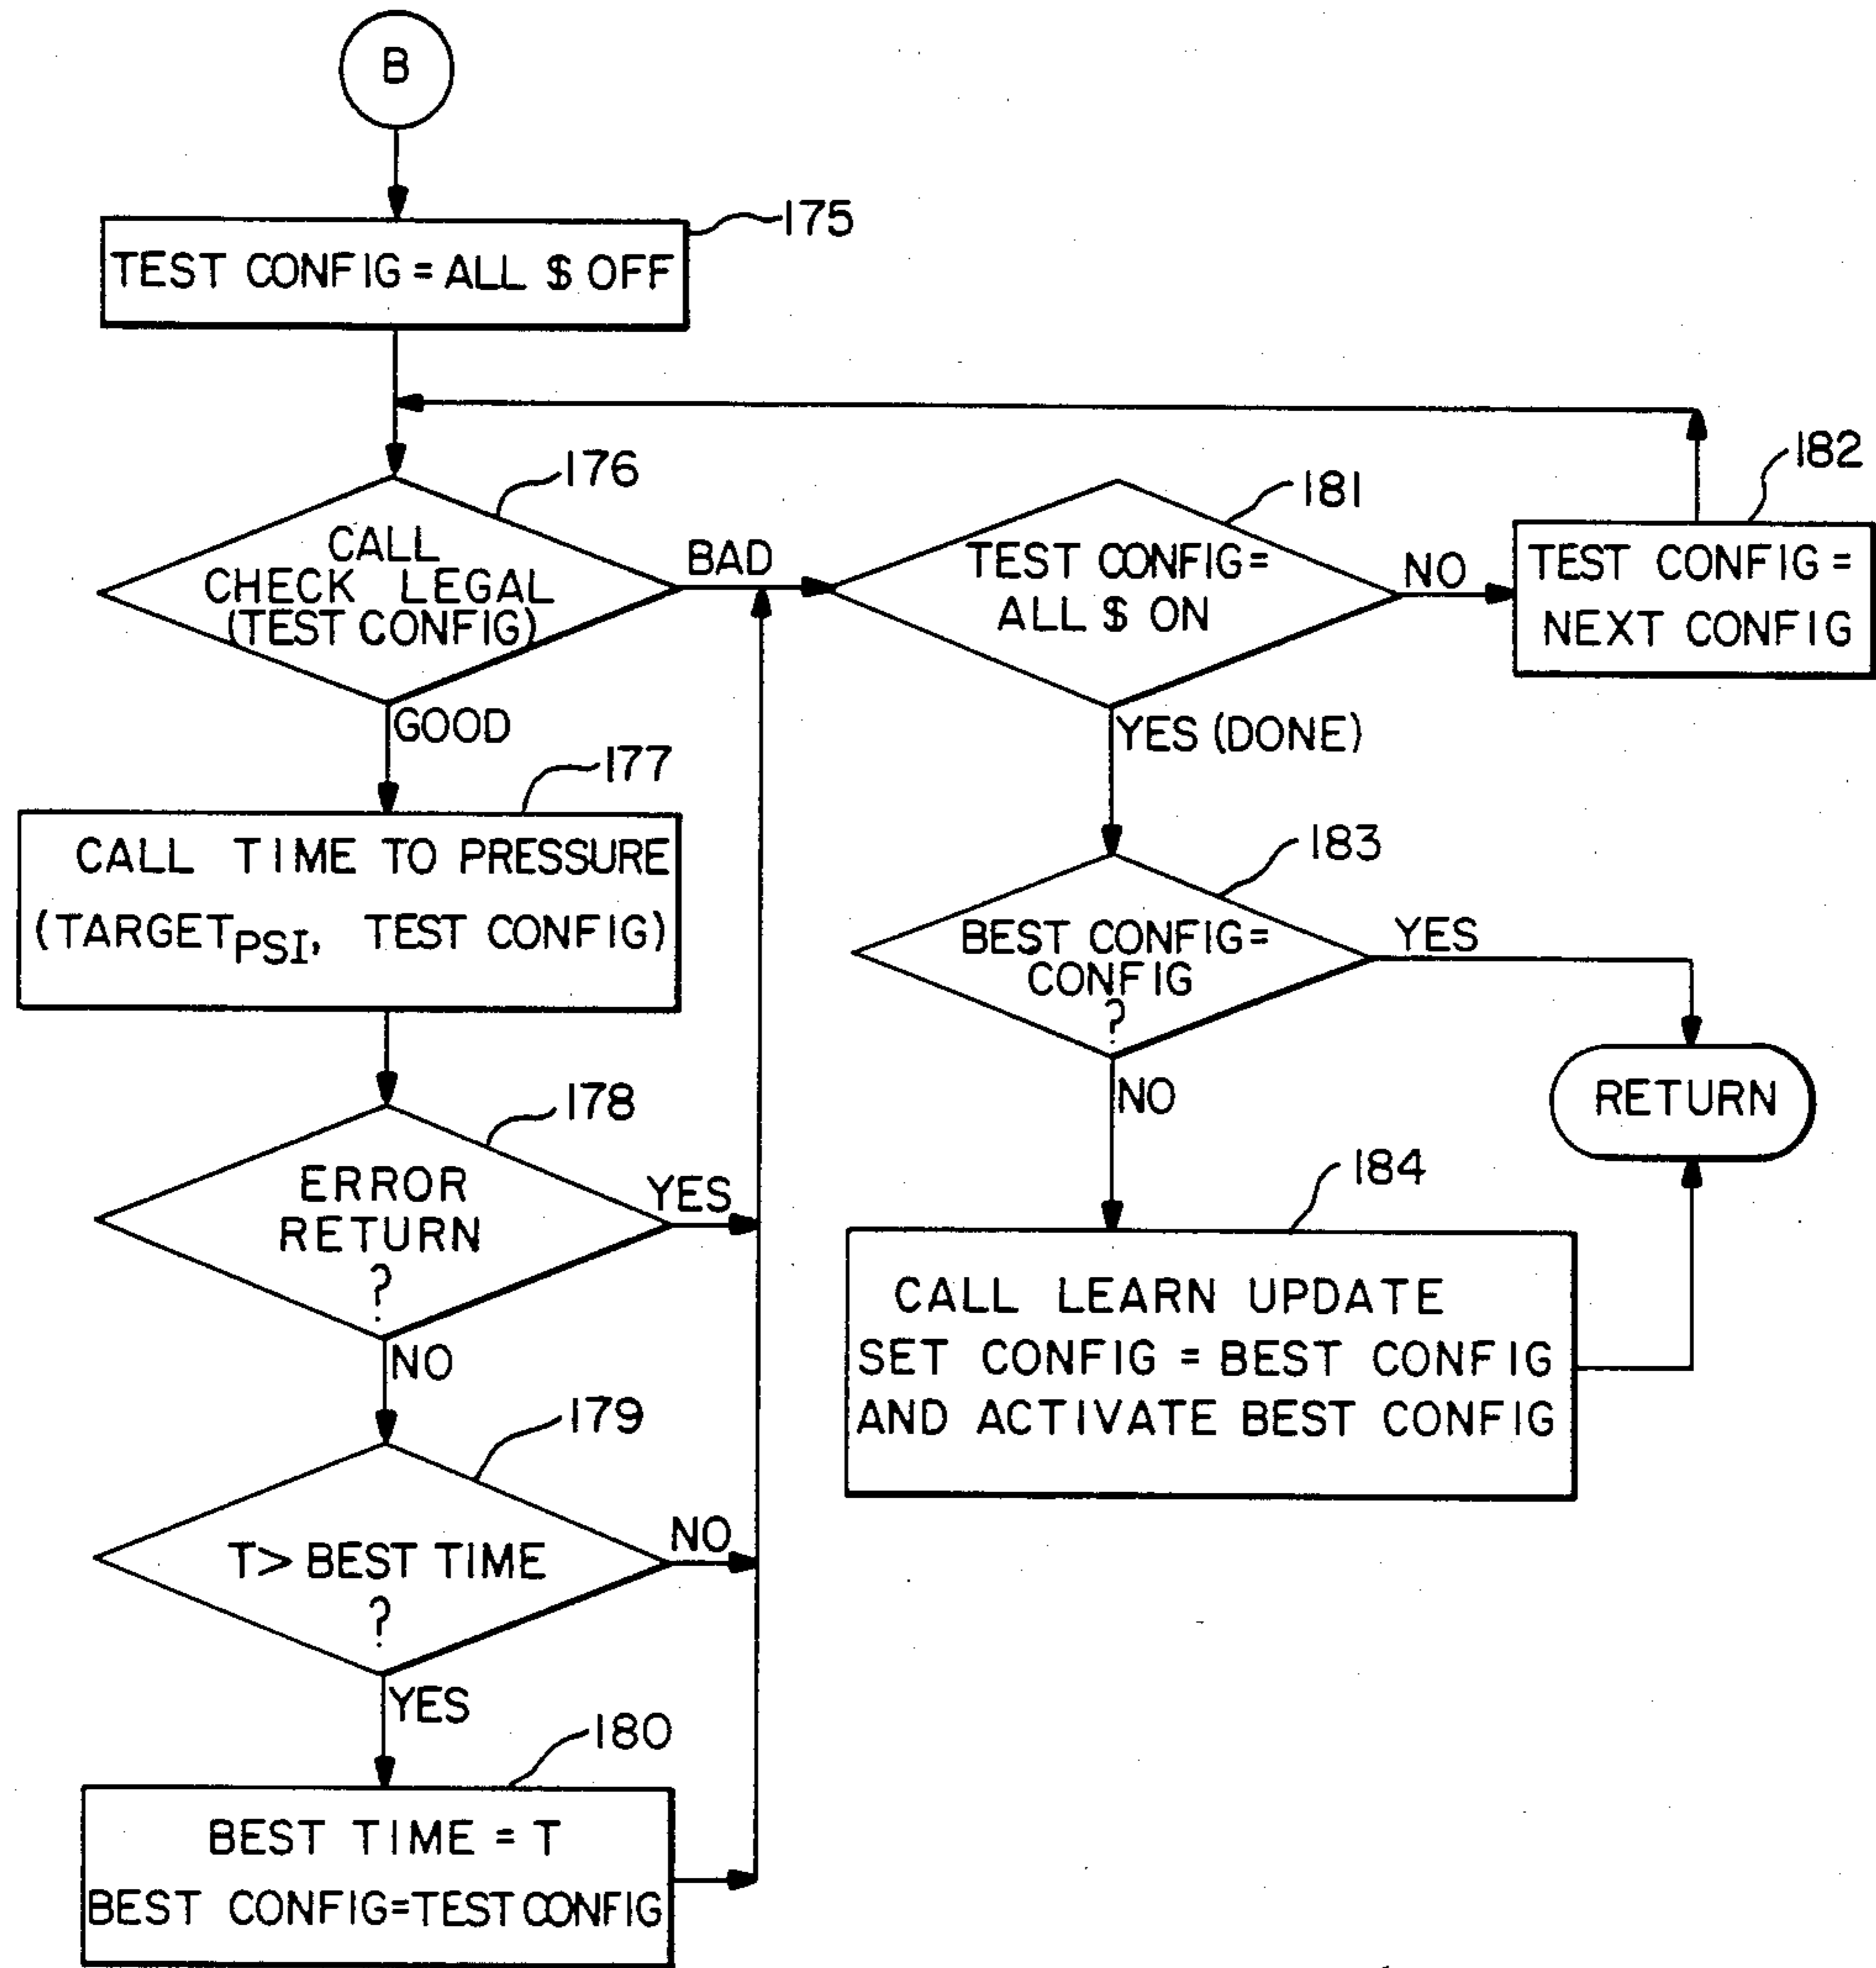 B
175
TEST CONFIG = ALL $ OFF
176
CALL
CHECK LEGAL
(TEST CONFIG)
BAD
GOOD
181
TEST CONFIG=
ALL $ ON
NO
182
TEST CONFIG =
NEXT CONFIG
YES (DONE)
177
CALL TIME TO PRESSURE
(TARGETPSI, TEST CONFIG)
183
BEST CONFIG=
CONFIG
?
YES
NO
RETURN
178
ERROR
RETURN
?
YES
NO
184
CALL LEARN UPDATE
SET CONFIG = BEST CONFIG
AND ACTIVATE BEST CONFIG
179
T> BEST TIME
?
NO
YES
180
BEST TIME = T
BEST CONFIG=TEST CONFIG